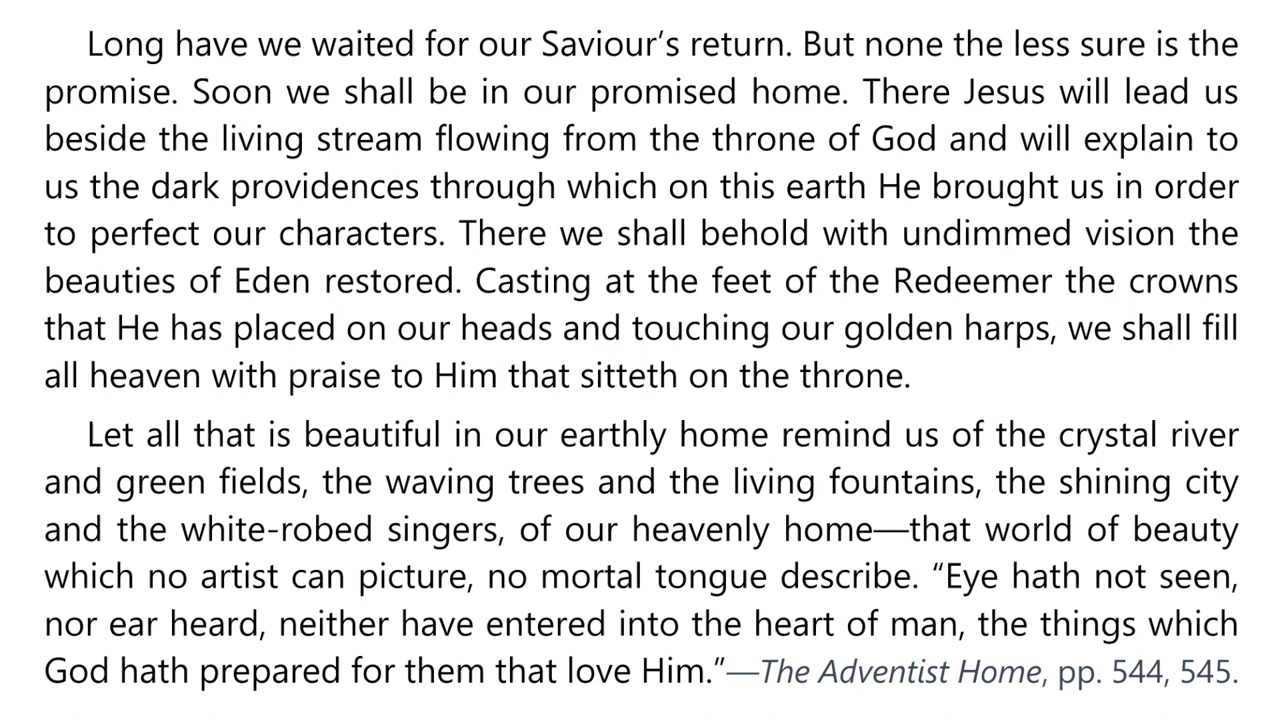 Long have we waited for our Saviour’s return. But none the less sure is the
promise. Soon we shall be in our promised home. There Jesus will lead us
beside the living stream flowing from the throne of God and will explain to
us the dark providences through which on this earth He brought us in order
to perfect our characters. There we shall behold with undimmed vision the
beauties of Eden restored. Casting at the feet of the Redeemer the crowns
that He has placed on our heads and touching our golden harps, we shall fill
all heaven with praise to Him that sitteth on the throne.
Let all that is beautiful in our earthly home remind us of the crystal river
and green fields, the waving trees and the living fountains, the shining city
and the white-robed singers, of our heavenly home—that world of beauty
which no artist can picture, no mortal tongue describe. “Eye hath not seen,
nor ear heard, neither have entered into the heart of man, the things which
God hath prepared for them that love Him.”—The Adventist Home, pp. 544, 545.